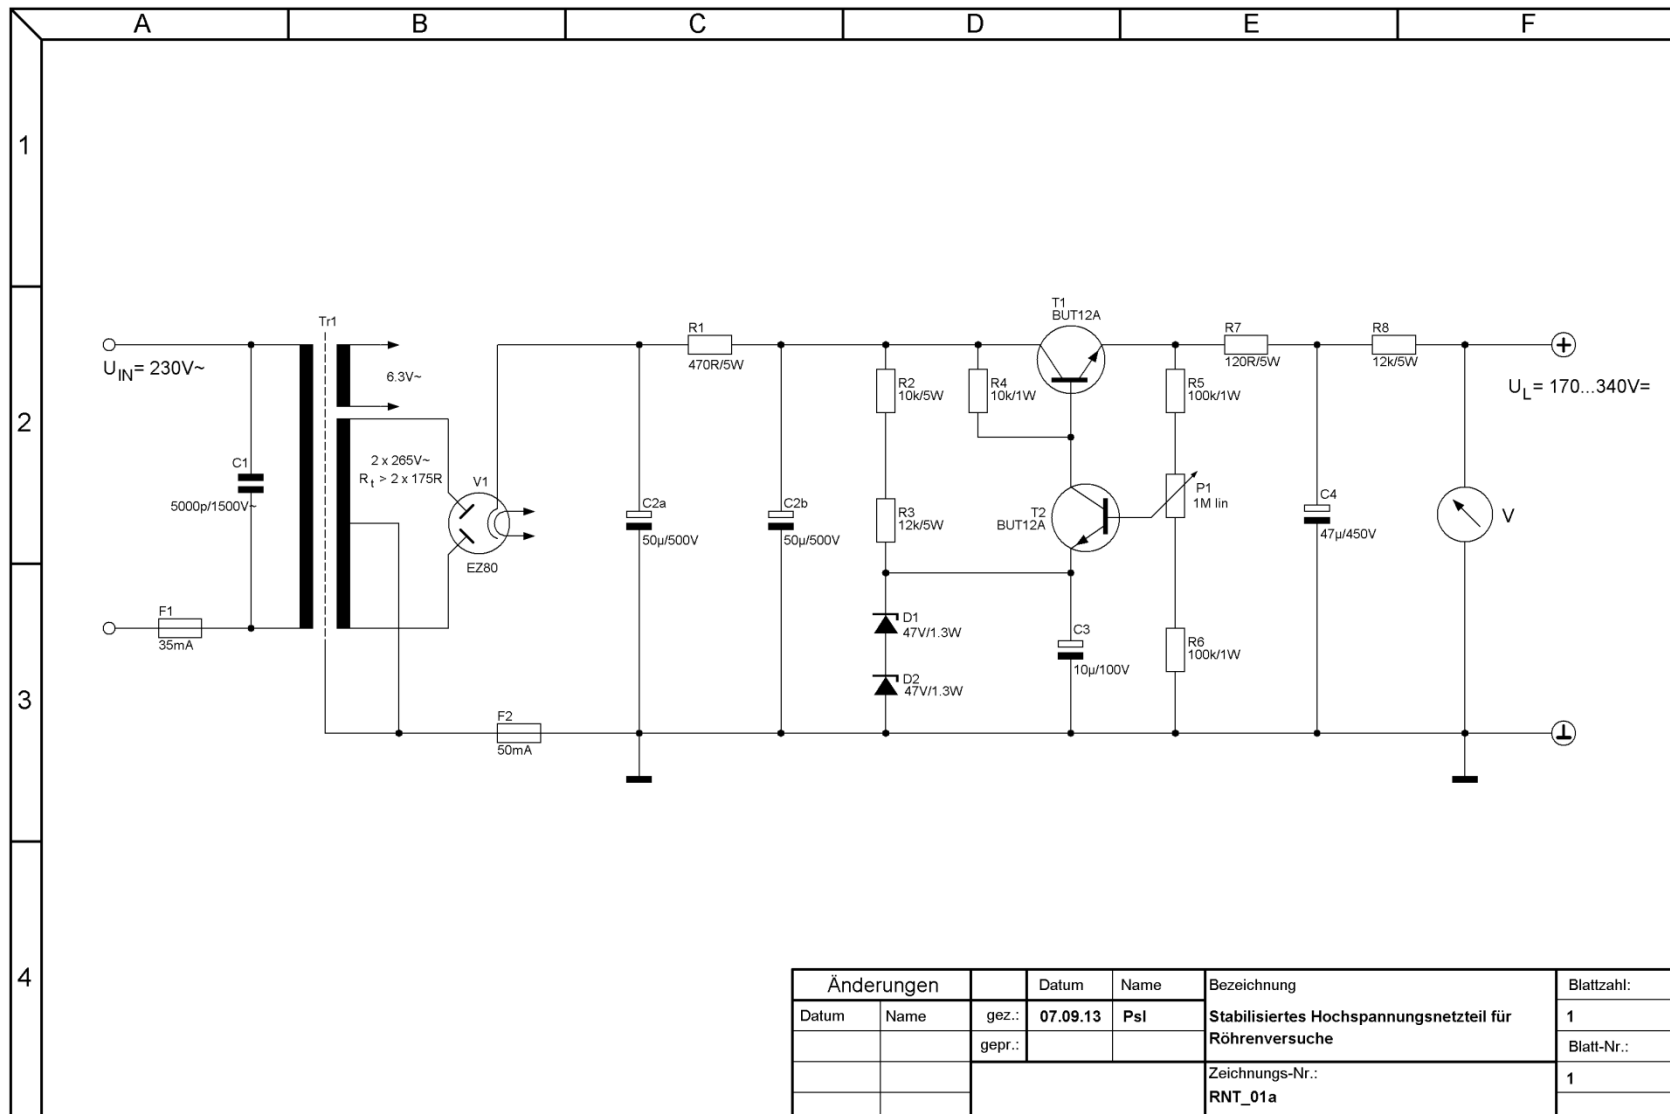 A B C D E F
1
2
3
4
U_IN= 230V~
F1
35mA
C1
5000p/1500V~
Tr1
6.3V~
2 x 265V~
R_t > 2 x 175R
V1
EZ80
F2
50mA
C2a
50µ/500V
R1
470R/5W
C2b
50µ/500V
R2
10k/5W
R3
12k/5W
D1
47V/1.3W
D2
47V/1.3W
R4
10k/1W
T1
BUT12A
T2
BUT12A
C3
10µ/100V
R5
100k/1W
P1
1M lin
R6
100k/1W
R7
120R/5W
C4
47µ/450V
R8
12k/5W
V
U_L= 170...340V=
Änderungen
Datum Name
Datum Name
gez.: 07.09.13 Psl
gepr.:
Bezeichnung
Stabilisiertes Hochspannungsnetzteil für
Röhrenversuche
Zeichnungs-Nr.:
RNT_01a
Blattzahl:
1
Blatt-Nr.:
1